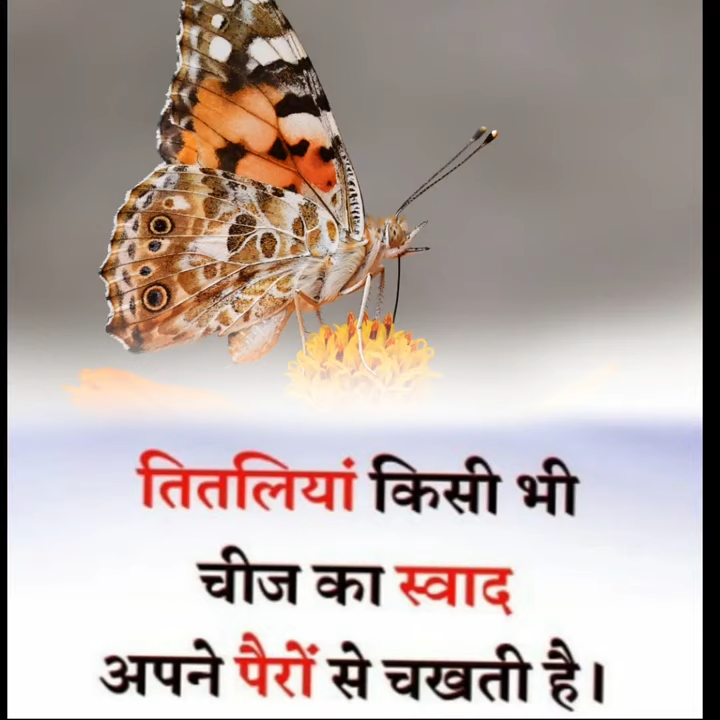 तितलियां किसी भी
चीज का स्वाद
अपने पैरों से चखती है।